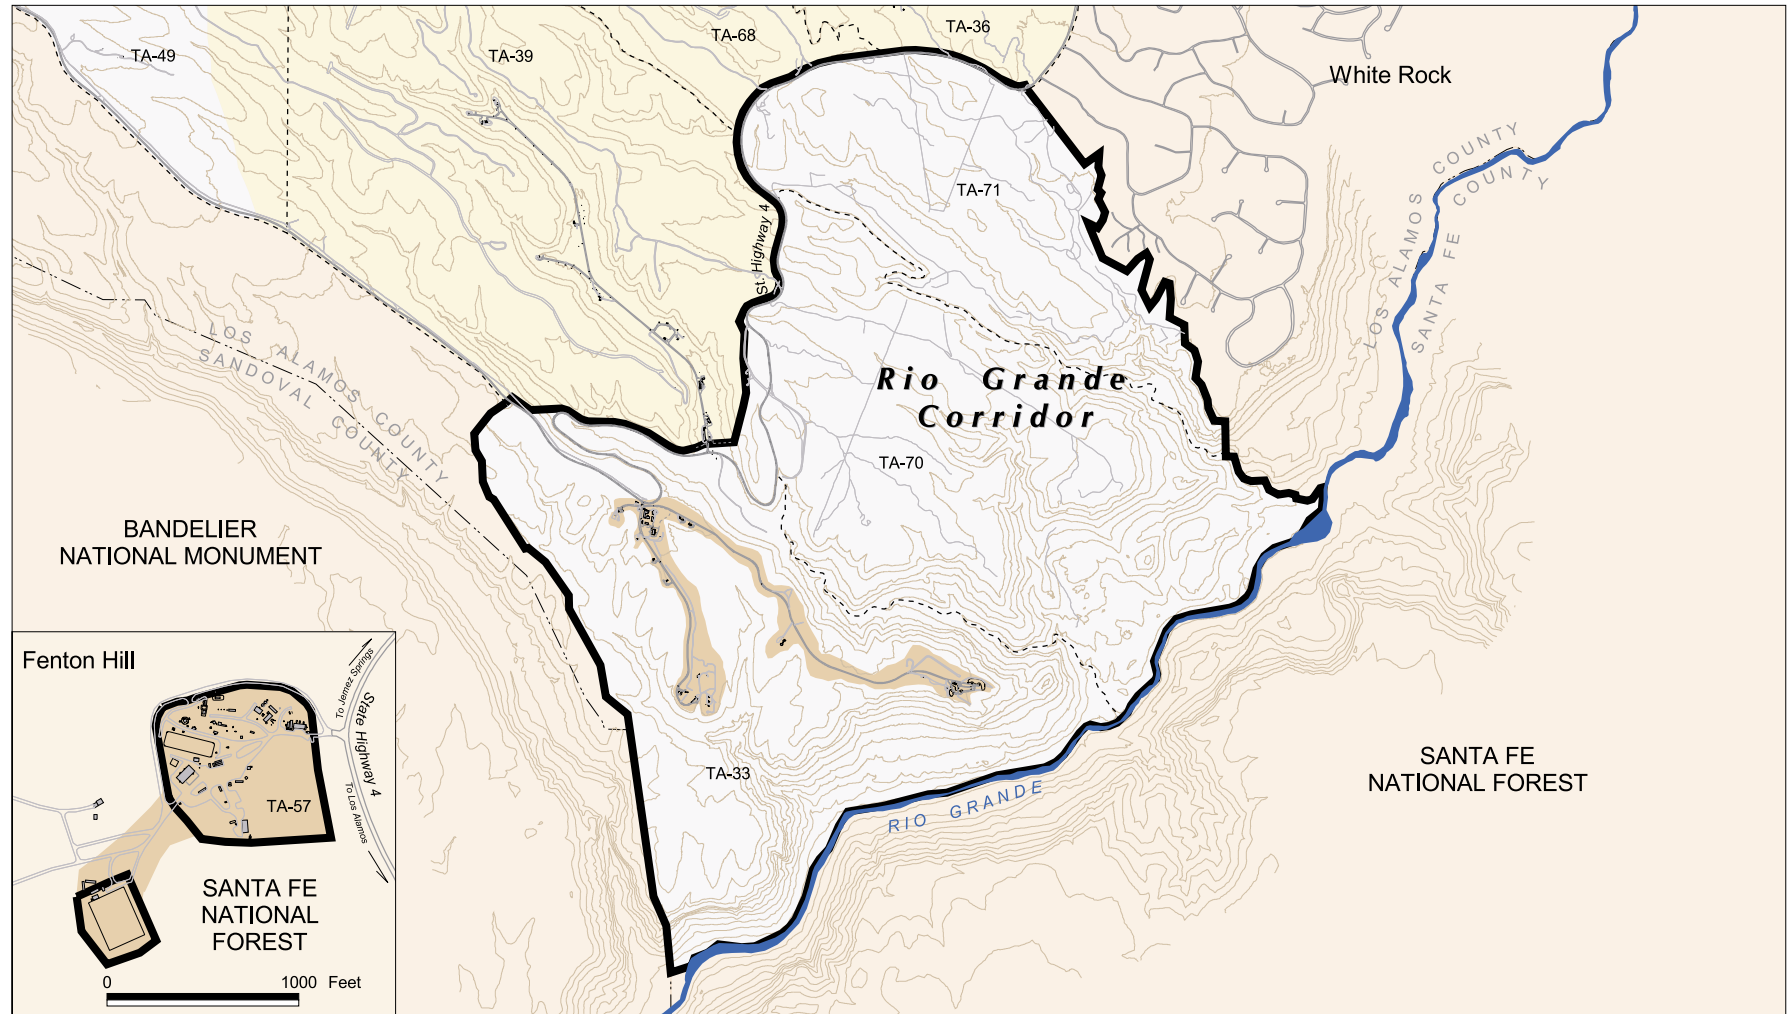 TA-49
TA-39
TA-68
TA-36
White Rock
TA-71
St. Highway 4
LOS ALAMOS COUNTY
SANTA FE COUNTY
LOS ALAMOS COUNTY
SANDOVAL COUNTY
Rio Grande
Corridor
TA-70
BANDELIER
NATIONAL MONUMENT
TA-33
RIO GRANDE
SANTA FE
NATIONAL FOREST
Fenton Hill
To Jemez Springs
State Highway 4
To Los Alamos
TA-57
SANTA FE
NATIONAL
FOREST
0 1000 Feet